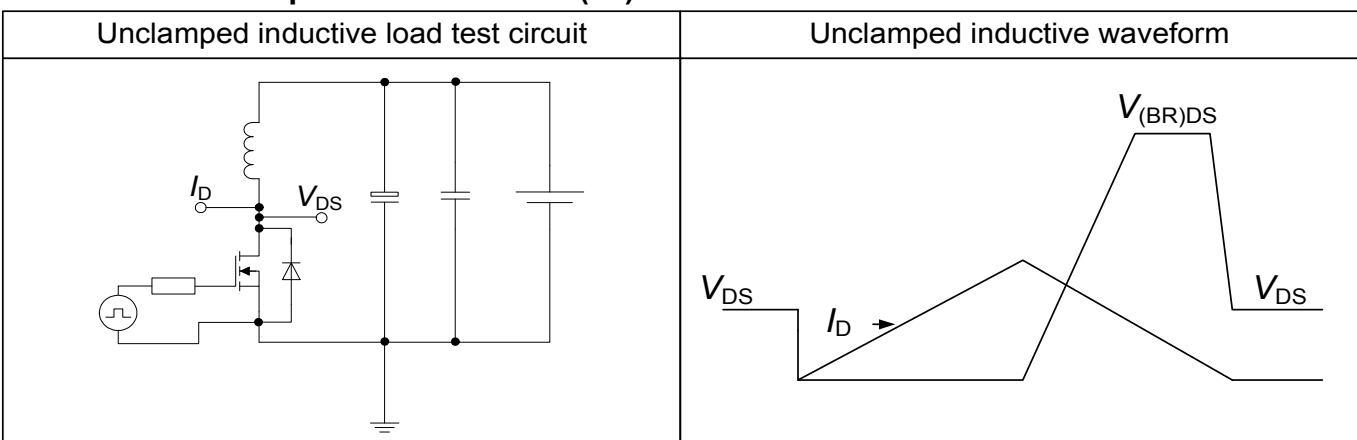 Unclamped inductive load test circuit
Unclamped inductive waveform
I_D
V_DS
V_(BR)DS
V_DS
I_D
V_DS